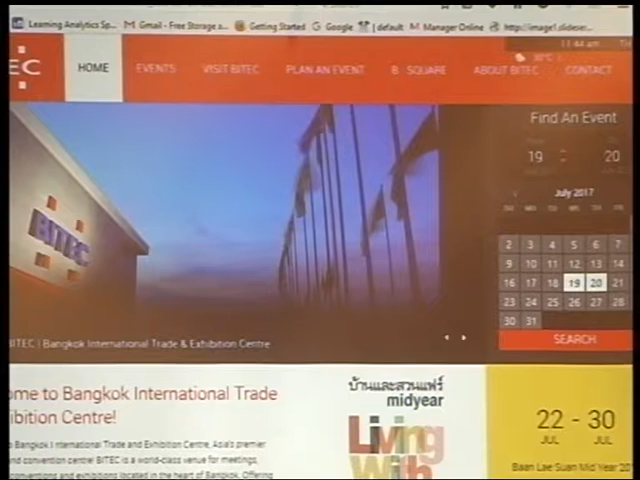 Learning Analytics Sp...
Gmail - Free Storage a...
Getting Started
Google
| default
Manager Online
http://image1.slideser...
11:44 am
TH
30°C
EC
HOME
EVENTS
VISIT BITEC
PLAN AN EVENT
B SQUARE
ABOUT BITEC
CONTACT
Find An Event
19 - 20
July 2017
2 3 4 5 6 7 8
9 10 11 12 13 14
16 17 18 19 20 21
23 24 25 26 27 28
30 31
SEARCH
BITEC
BITEC | Bangkok International Trade & Exhibition Centre
ome to Bangkok International Trade
ibition Centre!
Bangkok International Trade and Exhibition Centre, Asia's premier
and convention centre! BITEC is a world-class venue for meetings,
conventions and exhibitions located in the heart of Bangkok. Offering
บ้านและสวนแฟร์
midyear
Living
With
22 - 30
JUL JUL
Baan Lae Suan Mid Year 20